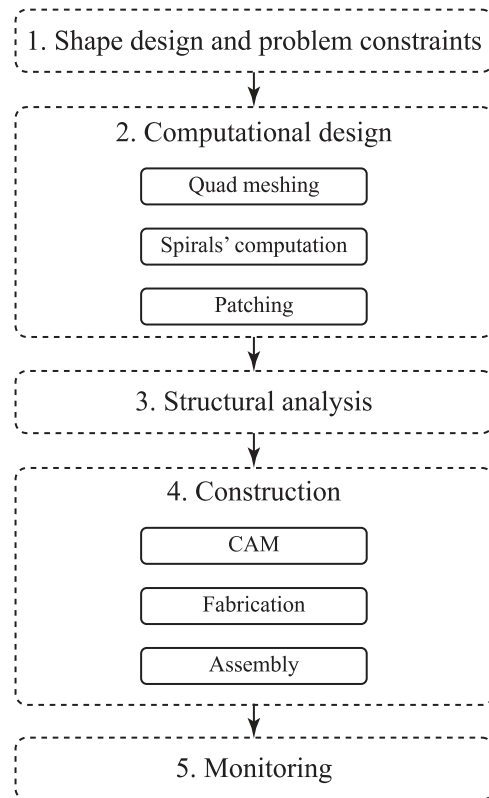 1. Shape design and problem constraints
2. Computational design
Quad meshing
Spirals’ computation
Patching
3. Structural analysis
4. Construction
CAM
Fabrication
Assembly
5. Monitoring